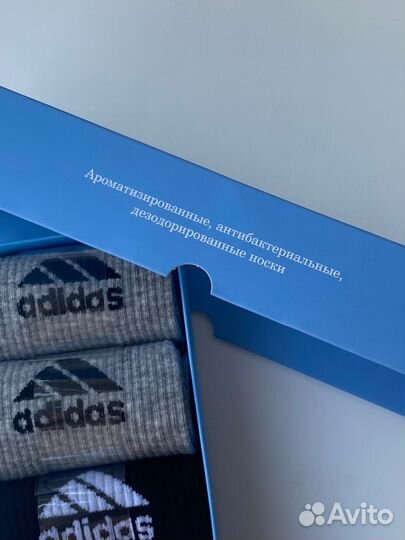 Ароматизированные, антибактериальные,
дезодорированные носки
adidas
adidas
adidas
Avito